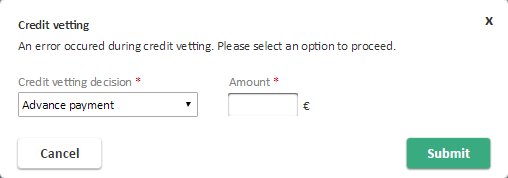 Credit vetting x
An error occured during credit vetting. Please select an option to proceed.
Credit vetting decision * Amount *
Advance payment €
Cancel Submit